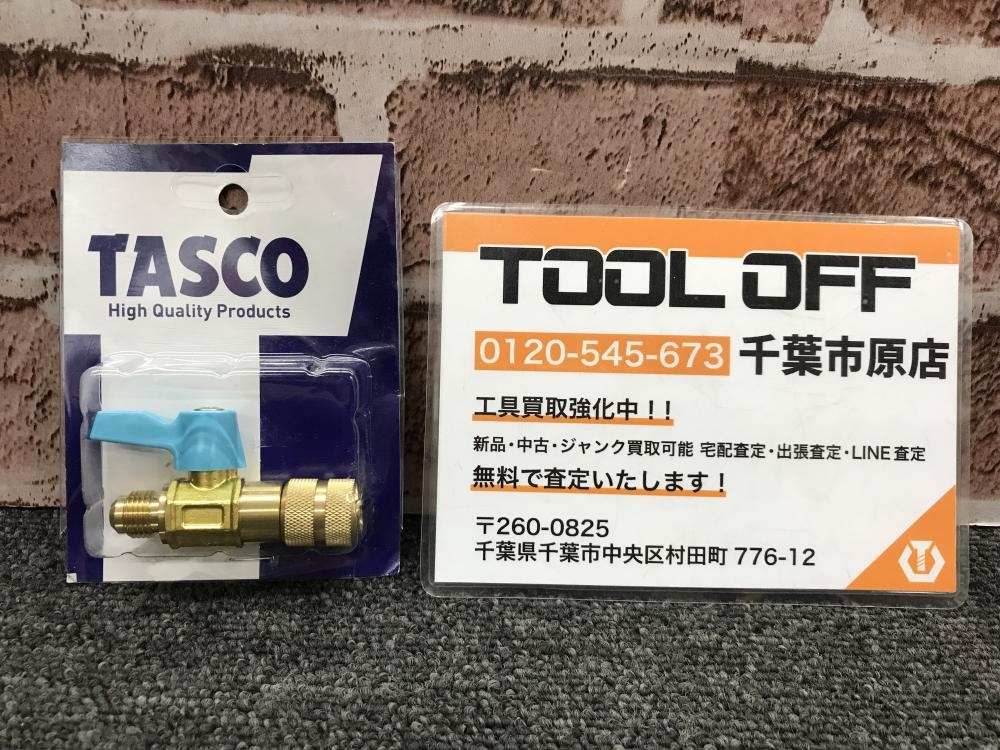 TASCO
High Quality Products
TOOL OFF
0120-545-673 千葉市原店
工具買取強化中！！
新品・中古・ジャンク買取可能 宅配査定・出張査定・LINE査定
無料で査定いたします！
〒260-0825
千葉県千葉市中央区村田町 776-12